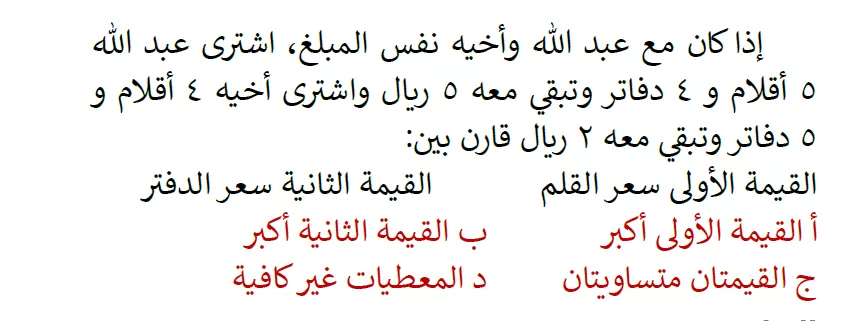 إذا كان مع عبد الله وأخيه نفس المبلغ، اشترى عبد الله
٥ أقلام و ٤ دفاتر وتبقي معه ٥ ريال واشترى أخيه ٤ أقلام و
٥ دفاتر وتبقي معه ٢ ريال قارن بين:
القيمة الأولى سعر القلم القيمة الثانية سعر الدفتر
أ القيمة الأولى أكبر ب القيمة الثانية أكبر
ج القيمتان متساويتان د المعطيات غير كافية